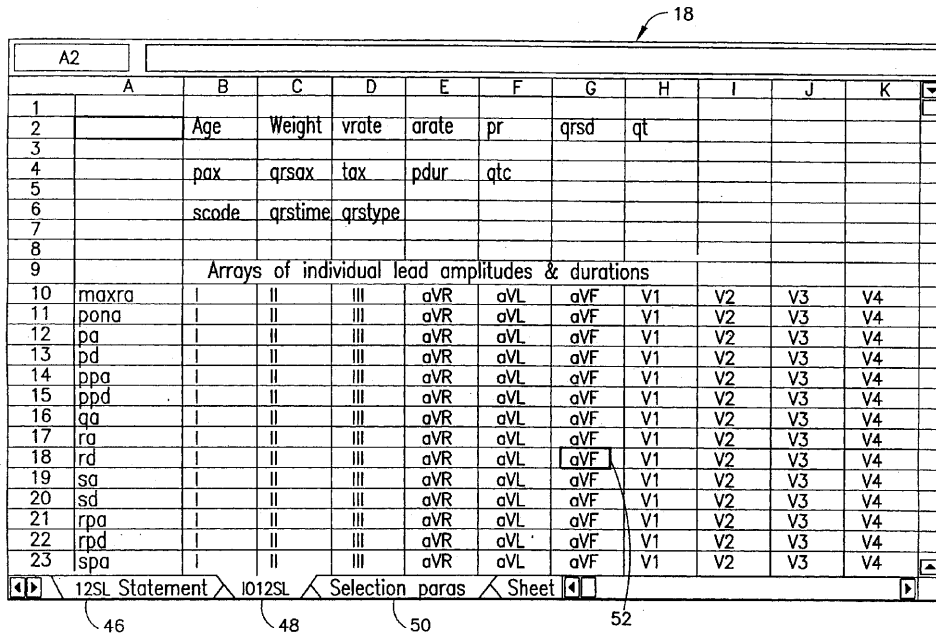 18
A2
A B C D E F G H I J K
1
2 Age Weight vrate arate pr qrsd qt
3
4 pax qrsax tax pdur qtc
5
6 scode qrstime qrstype
7
8
9 Arrays of individual lead amplitudes & durations
10 maxra I II III aVR aVL aVF V1 V2 V3 V4
11 pona I II III aVR aVL aVF V1 V2 V3 V4
12 pa I II III aVR aVL aVF V1 V2 V3 V4
13 pd I II III aVR aVL aVF V1 V2 V3 V4
14 ppa I II III aVR aVL aVF V1 V2 V3 V4
15 ppd I II III aVR aVL aVF V1 V2 V3 V4
16 qa I II III aVR aVL aVF V1 V2 V3 V4
17 ra I II III aVR aVL aVF V1 V2 V3 V4
18 rd I II III aVR aVL aVF V1 V2 V3 V4
19 sa I II III aVR aVL aVF V1 V2 V3 V4
20 sd I II III aVR aVL aVF V1 V2 V3 V4
21 rpa I II III aVR aVL aVF V1 V2 V3 V4
22 rpd I II III aVR aVL aVF V1 V2 V3 V4
23 spa I II III aVR aVL aVF V1 V2 V3 V4
12SL Statement I012SL Selection paras Sheet
46 48 50 52